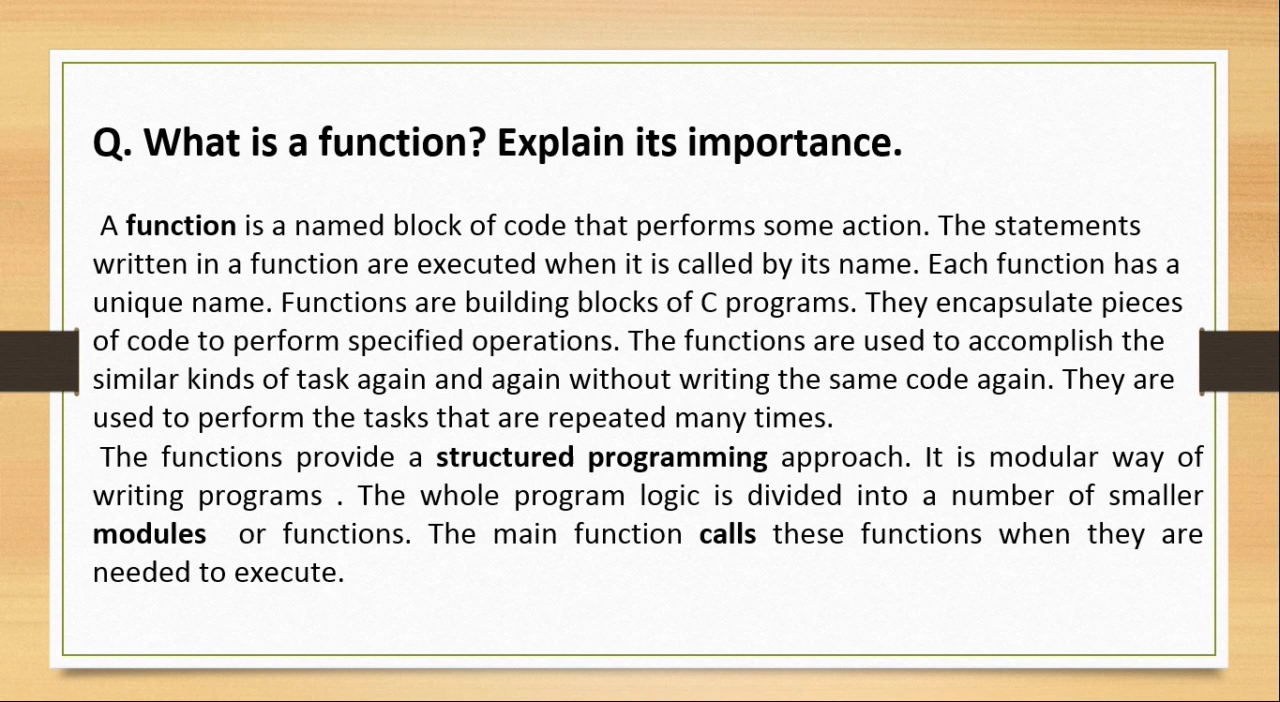 Q. What is a function? Explain its importance.
A function is a named block of code that performs some action. The statements
written in a function are executed when it is called by its name. Each function has a
unique name. Functions are building blocks of C programs. They encapsulate pieces
of code to perform specified operations. The functions are used to accomplish the
similar kinds of task again and again without writing the same code again. They are
used to perform the tasks that are repeated many times.
The functions provide a structured programming approach. It is modular way of
writing programs . The whole program logic is divided into a number of smaller
modules or functions. The main function calls these functions when they are
needed to execute.